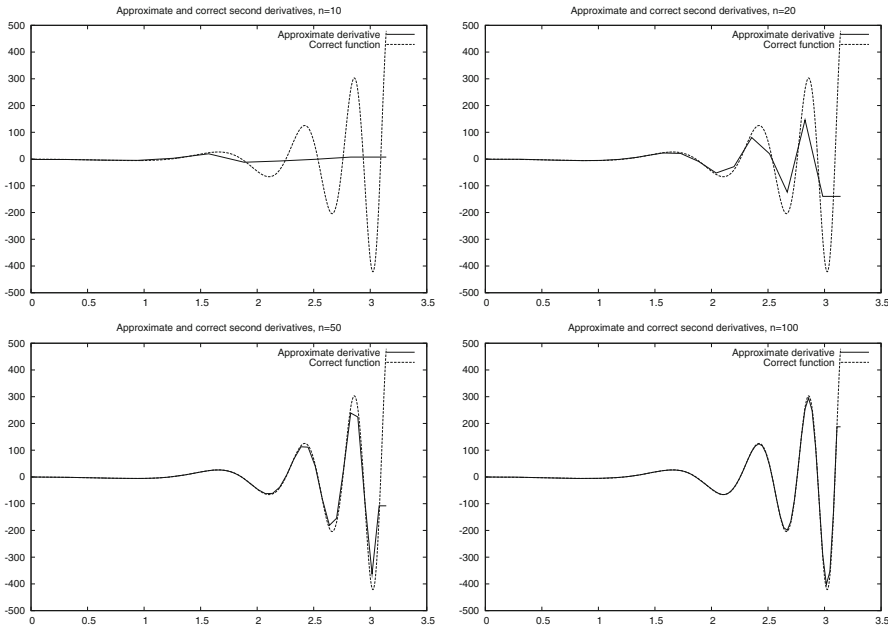 Approximate and correct second derivatives, n=10
Approximate derivative
Correct function
500
400
300
200
100
0
-100
-200
-300
-400
-500
0 0.5 1 1.5 2 2.5 3 3.5
Approximate and correct second derivatives, n=20
Approximate derivative
Correct function
500
400
300
200
100
0
-100
-200
-300
-400
-500
0 0.5 1 1.5 2 2.5 3 3.5
Approximate and correct second derivatives, n=50
Approximate derivative
Correct function
500
400
300
200
100
0
-100
-200
-300
-400
-500
0 0.5 1 1.5 2 2.5 3 3.5
Approximate and correct second derivatives, n=100
Approximate derivative
Correct function
500
400
300
200
100
0
-100
-200
-300
-400
-500
0 0.5 1 1.5 2 2.5 3 3.5